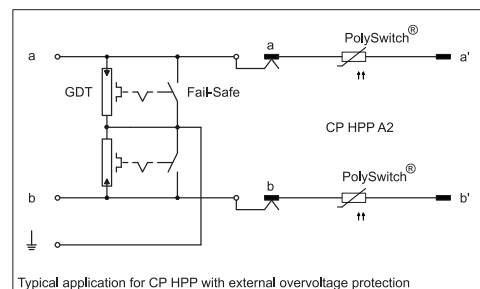 PolySwitch®
a
a
a'
GDT
Fail-Safe
CP HPP A2
PolySwitch®
b
b
b'
Typical application for CP HPP with external overvoltage protection